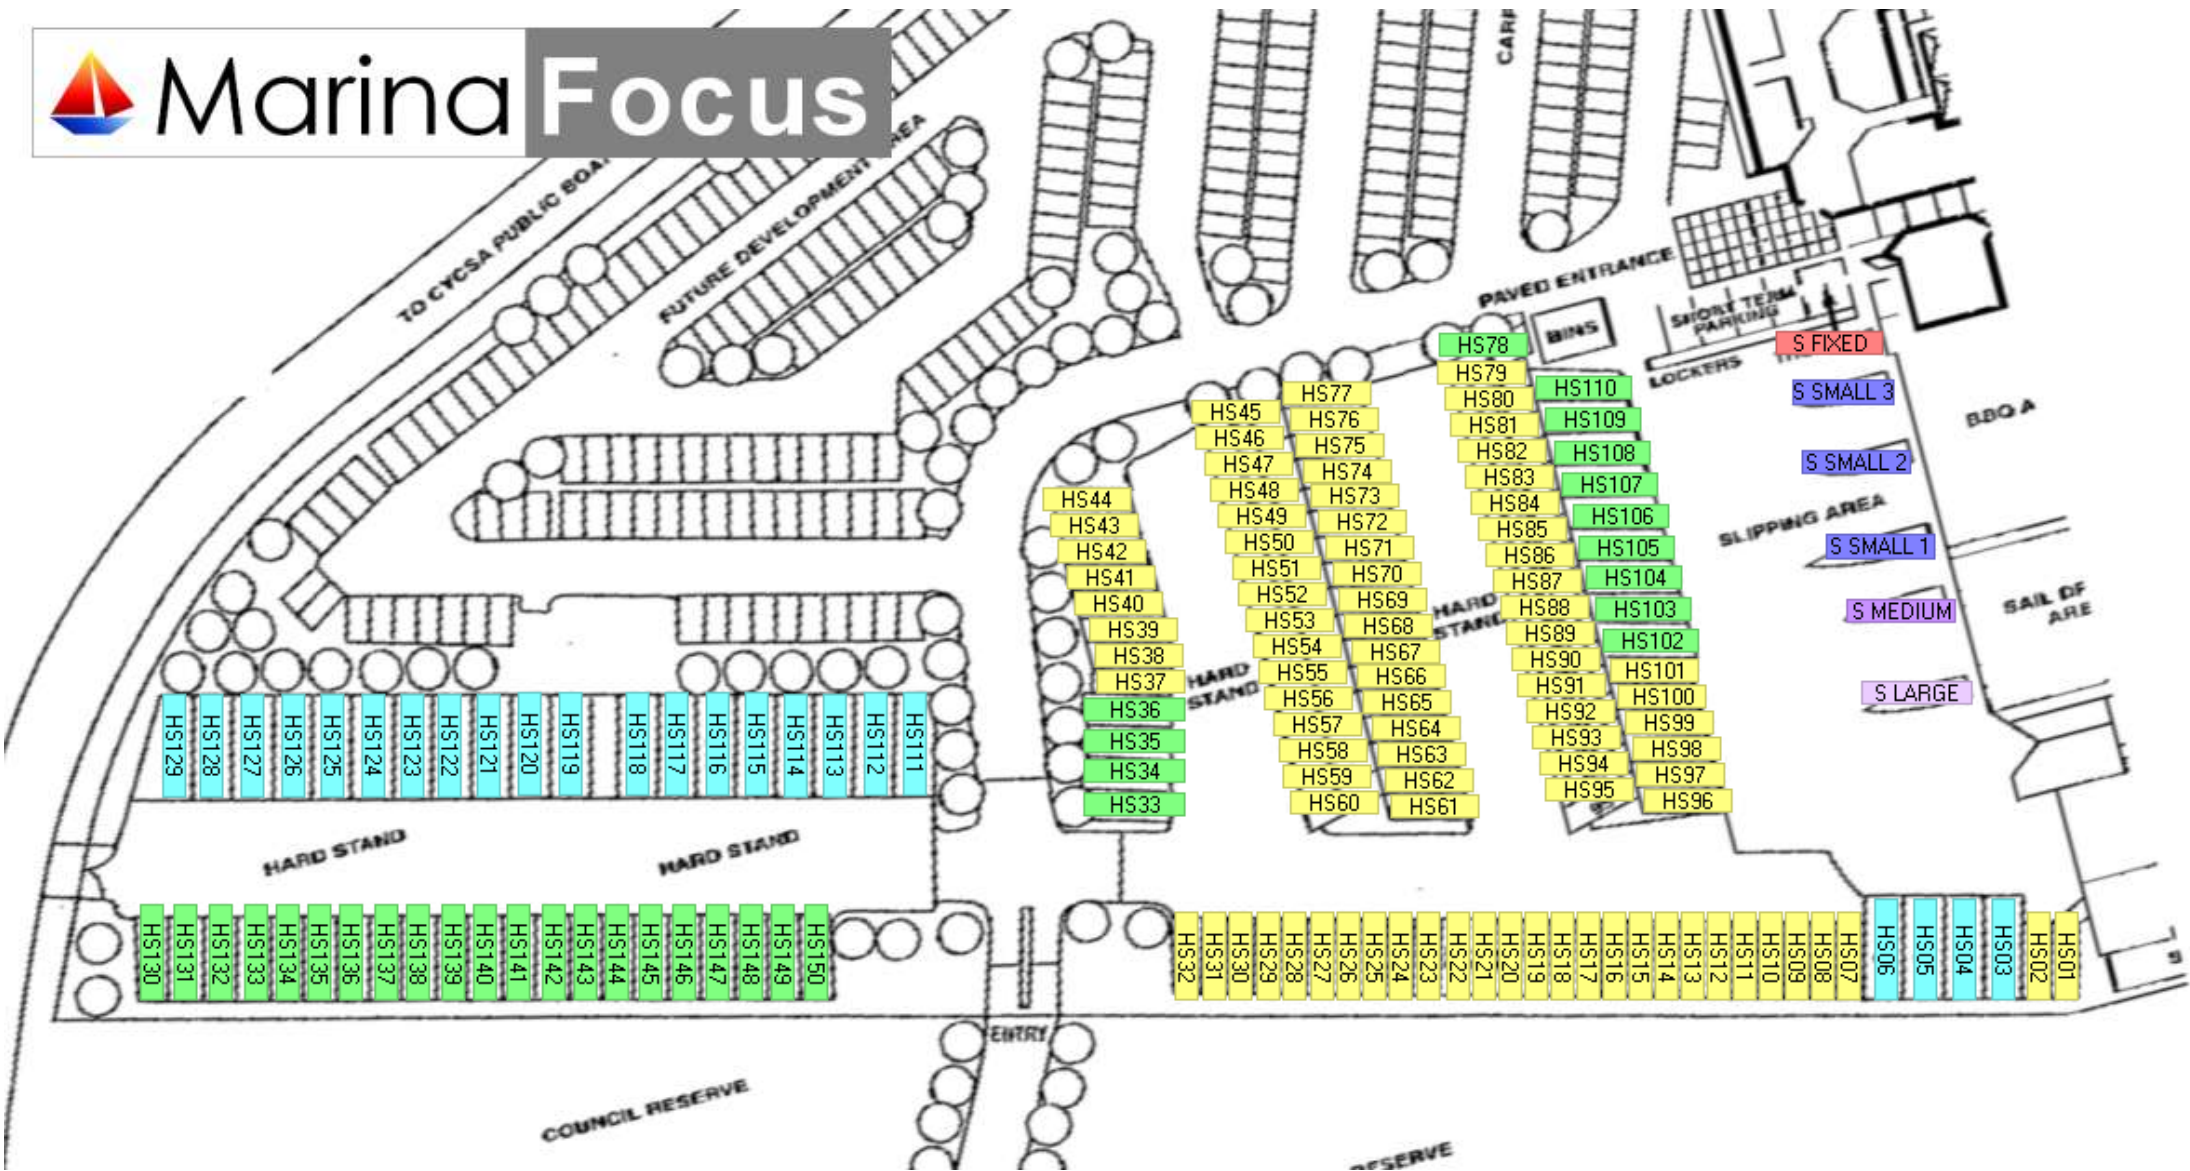 Marina Focus
TO CYCSA PUBLIC BOA
FUTURE DEVELOPMENT AREA
CARP
PAVED ENTRANCE
BINS
SHORT TERM
PARKING
LOCKERS
S FIXED
S SMALL 3
S SMALL 2
S SMALL 1
S MEDIUM
S LARGE
BBQ A
SLIPPING AREA
SAIL OF
ARE
HS78
HS79
HS80
HS81
HS82
HS83
HS84
HS85
HS86
HS87
HS88
HS89
HS90
HS91
HS92
HS93
HS94
HS95
HS110
HS109
HS108
HS107
HS106
HS105
HS104
HS103
HS102
HS101
HS100
HS99
HS98
HS97
HS96
HS77
HS76
HS75
HS74
HS73
HS72
HS71
HS70
HS69
HS68
HS67
HS66
HS65
HS64
HS63
HS62
HS61
HS45
HS46
HS47
HS48
HS49
HS50
HS51
HS52
HS53
HS54
HS55
HS56
HS57
HS58
HS59
HS60
HS44
HS43
HS42
HS41
HS40
HS39
HS38
HS37
HS36
HS35
HS34
HS33
HARD
STAND
HARD
STAND
HS129
HS128
HS127
HS126
HS125
HS124
HS123
HS122
HS121
HS120
HS119
HS118
HS117
HS116
HS115
HS114
HS113
HS112
HS111
HARD STAND
HARD STAND
HS130
HS131
HS132
HS133
HS134
HS135
HS136
HS137
HS138
HS139
HS140
HS141
HS142
HS143
HS144
HS145
HS146
HS147
HS148
HS149
HS150
HS32
HS31
HS30
HS29
HS28
HS27
HS26
HS25
HS24
HS23
HS22
HS21
HS20
HS19
HS18
HS17
HS16
HS15
HS14
HS13
HS12
HS11
HS10
HS09
HS08
HS07
HS06
HS05
HS04
HS03
HS02
HS01
ENTRY
COUNCIL RESERVE
RESERVE